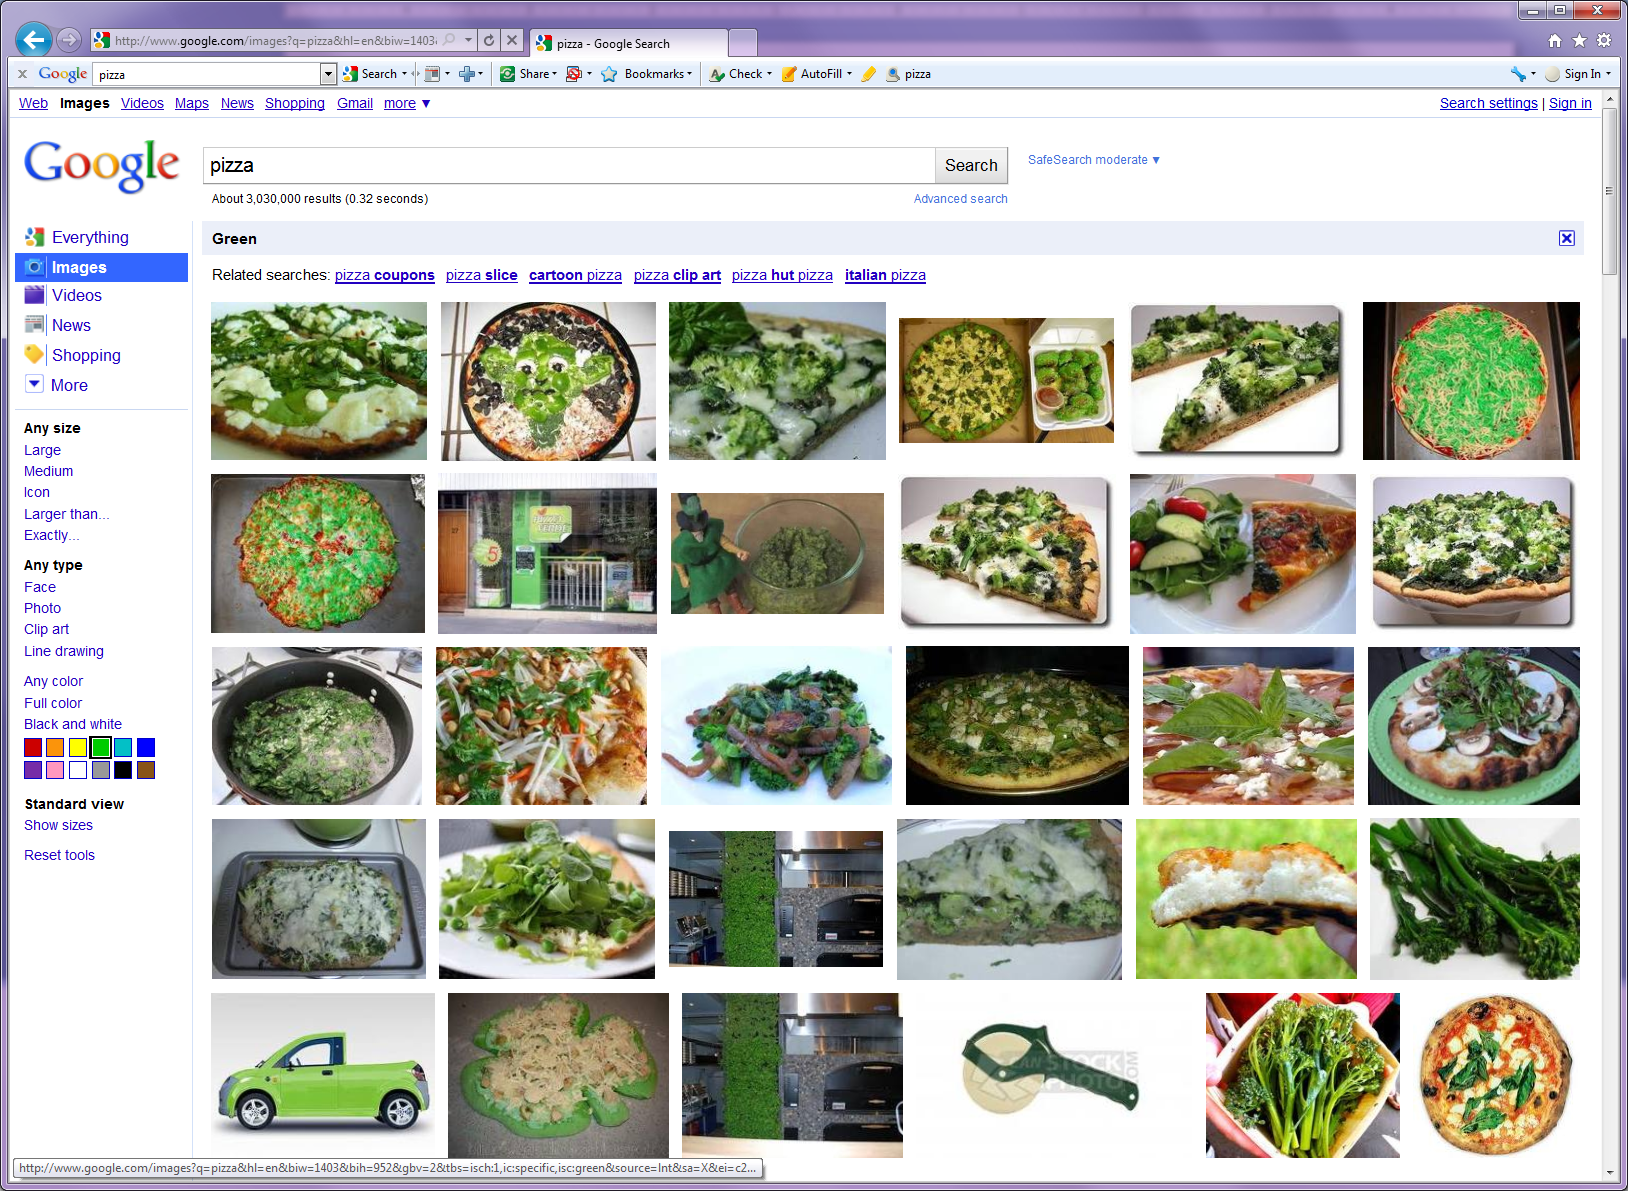 http://www.google.com/images?q=pizza&hl=en&biw=1403
pizza - Google Search
Google pizza Search Share Bookmarks Check AutoFill pizza Sign In
Web Images Videos Maps News Shopping Gmail more ▼ Search settings | Sign in
Google pizza Search SafeSearch moderate ▼
About 3,030,000 results (0.32 seconds) Advanced search
Everything
Images
Videos
News
Shopping
More
Any size
Large
Medium
Icon
Larger than...
Exactly...
Any type
Face
Photo
Clip art
Line drawing
Any color
Full color
Black and white
Standard view
Show sizes
Reset tools
Green
Related searches: pizza coupons pizza slice cartoon pizza pizza clip art pizza hut pizza italian pizza
5
STOCK
PHOTO
http://www.google.com/images?q=pizza&hl=en&biw=1403&bih=952&gbv=2&tbs=isch:1,ic:specific,isc:green&source=lnt&sa=X&ei=c2...